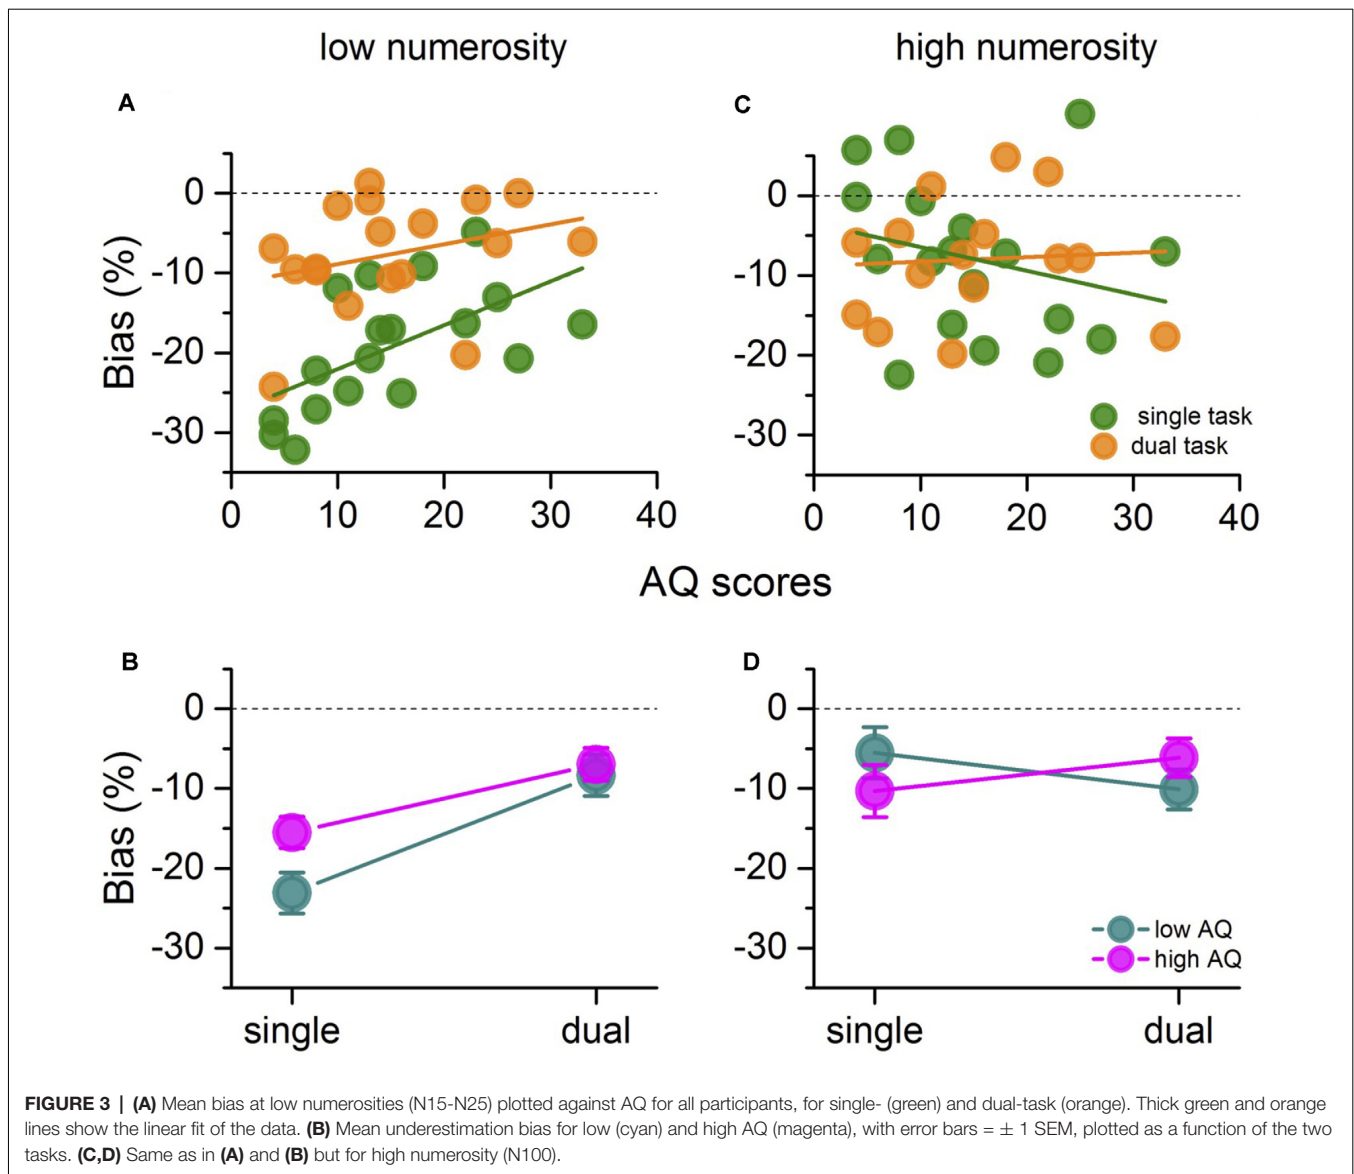 low numerosity
high numerosity
A
C
Bias (%)
0
-10
-20
-30
0
10
20
30
40
0
-10
-20
-30
single task
dual task
0
10
20
30
40
AQ scores
B
D
Bias (%)
0
-10
-20
-30
single
dual
0
-10
-20
-30
low AQ
high AQ
single
dual
FIGURE 3 | (A) Mean bias at low numerosities (N15-N25) plotted against AQ for all participants, for single- (green) and dual-task (orange). Thick green and orange
lines show the linear fit of the data. (B) Mean underestimation bias for low (cyan) and high AQ (magenta), with error bars = ± 1 SEM, plotted as a function of the two
tasks. (C,D) Same as in (A) and (B) but for high numerosity (N100).